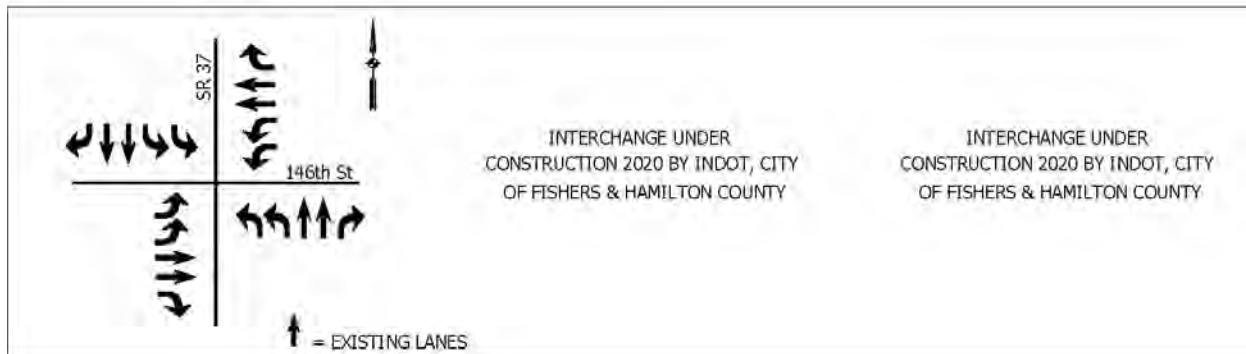 SR 37
146th St
= EXISTING LANES
INTERCHANGE UNDER
CONSTRUCTION 2020 BY INDOT, CITY
OF FISHERS & HAMILTON COUNTY
INTERCHANGE UNDER
CONSTRUCTION 2020 BY INDOT, CITY
OF FISHERS & HAMILTON COUNTY